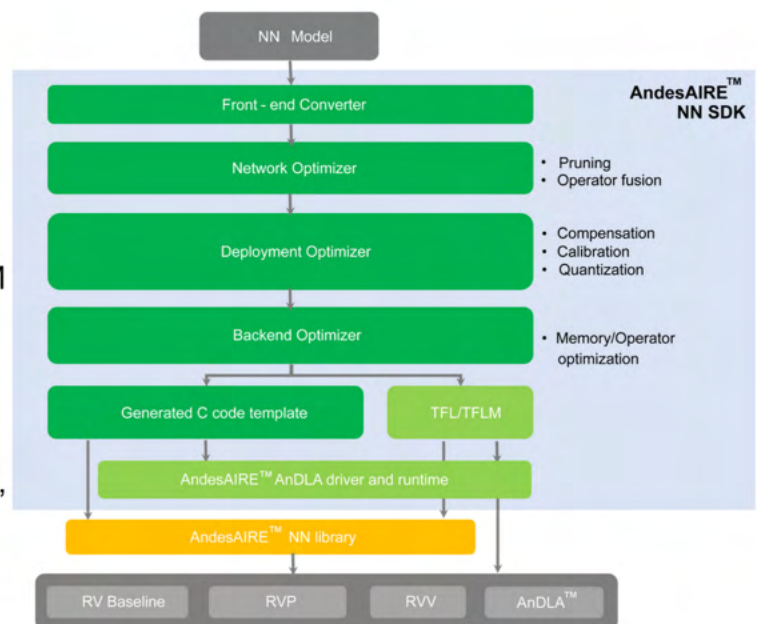 NN Model
AndesAIRE™
NN SDK
Front - end Converter
Network Optimizer
• Pruning
• Operator fusion
Deployment Optimizer
• Compensation
• Calibration
• Quantization
Backend Optimizer
• Memory/Operator
optimization
Generated C code template
TFL/TFLM
AndesAIRE™ AnDLA driver and runtime
,
AndesAIRE™ NN library
RV Baseline
RVP
RVV
AnDLA™